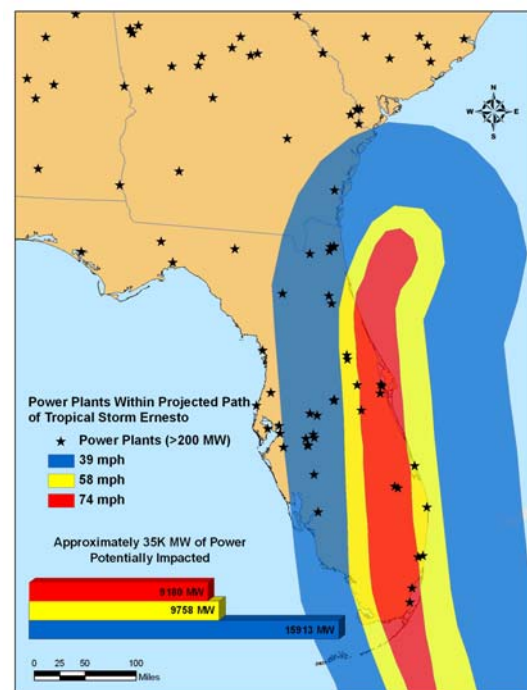 N
W E
S
Power Plants Within Projected Path
of Tropical Storm Ernesto
Power Plants (>200 MW)
39 mph
58 mph
74 mph
Approximately 35K MW of Power
Potentially Impacted
MW
9758 MW
15913 MW
0 25 50 100
Miles